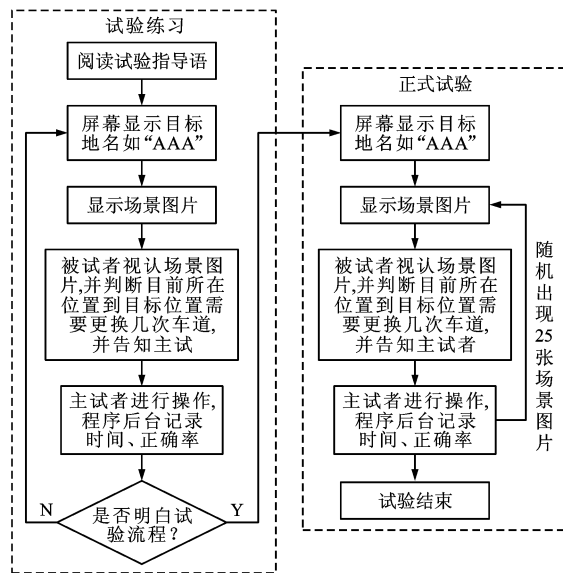 试验练习
阅读试验指导语
屏幕显示目标
地名如“AAA”
显示场景图片
被试者视认场景图
片,并判断目前所在
位置到目标位置需
要更换几次车道,
并告知主试
主试者进行操作,
程序后台记录
时间、正确率
N
是否明白试
验流程？
Y
正式试验
屏幕显示目标
地名如“AAA”
显示场景图片
被试者视认场景图
片,并判断目前所在
位置到目标位置需
要更换几次车道,
并告知主试者
主试者进行操作,
程序后台记录
时间、正确率
试验结束
随机出现25张场景图片